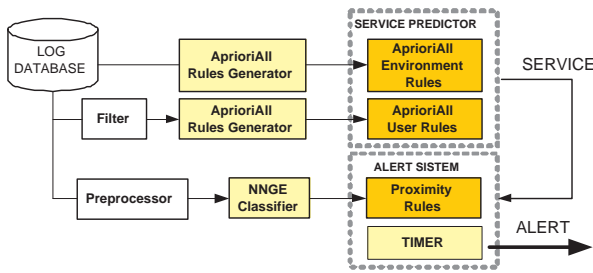 SERVICE PREDICTOR
LOG
DATABASE
AprioriAll
Rules Generator
AprioriAll
Environment
Rules
SERVICE
Filter
AprioriAll
Rules Generator
AprioriAll
User Rules
ALERT SISTEM
Preprocessor
NNGE
Classifier
Proximity
Rules
ALERT
TIMER